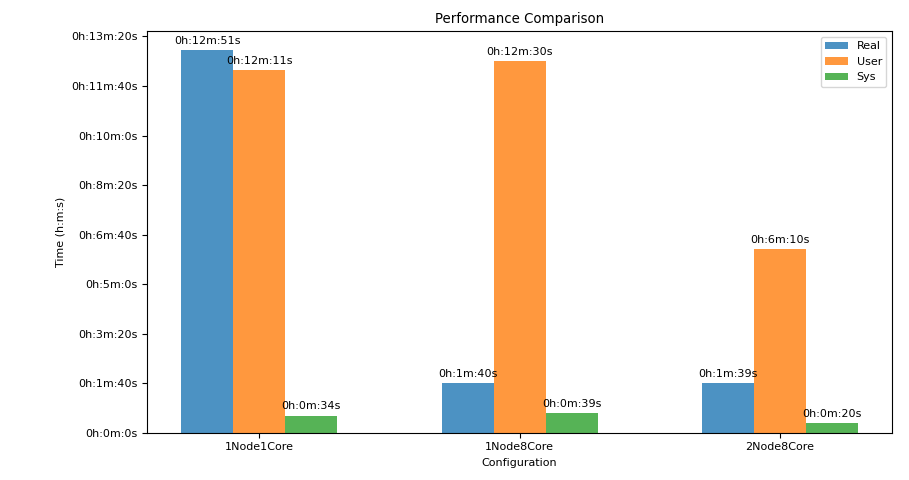 Performance Comparison
0h:13m:20s
0h:11m:40s
0h:10m:0s
0h:8m:20s
0h:6m:40s
0h:5m:0s
0h:3m:20s
0h:1m:40s
0h:0m:0s
Time (h:m:s)
0h:12m:51s
0h:12m:11s
0h:0m:34s
0h:1m:40s
0h:12m:30s
0h:0m:39s
0h:1m:39s
0h:6m:10s
0h:0m:20s
Real
User
Sys
1Node1Core
1Node8Core
2Node8Core
Configuration